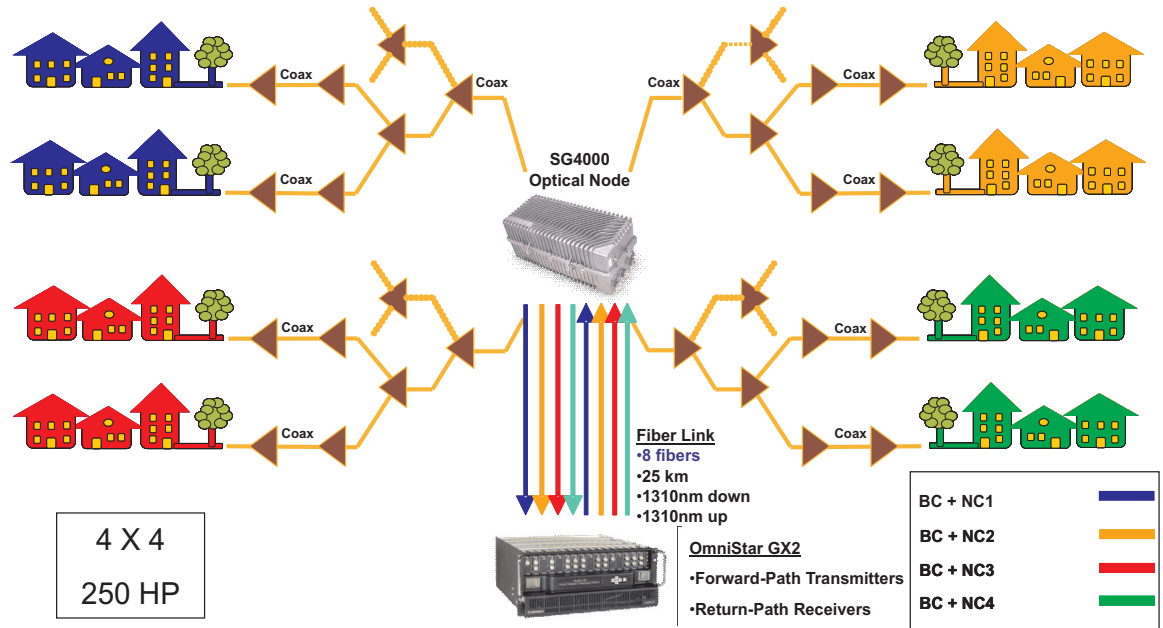 Coax
Coax
Coax
Coax
SG4000
Optical Node
Coax
Coax
Coax
Coax
Coax
Coax
Fiber Link
•8 fibers
•25 km
•1310nm down
•1310nm up
4 X 4
250 HP
OmniStar GX2
•Forward-Path Transmitters
•Return-Path Receivers
BC + NC1
BC + NC2
BC + NC3
BC + NC4